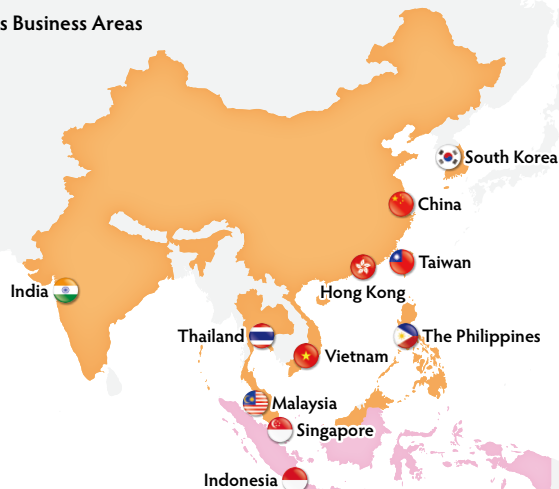 s Business Areas
South Korea
China
Taiwan
Hong Kong
India
Thailand
The Philippines
Vietnam
Malaysia
Singapore
Indonesia